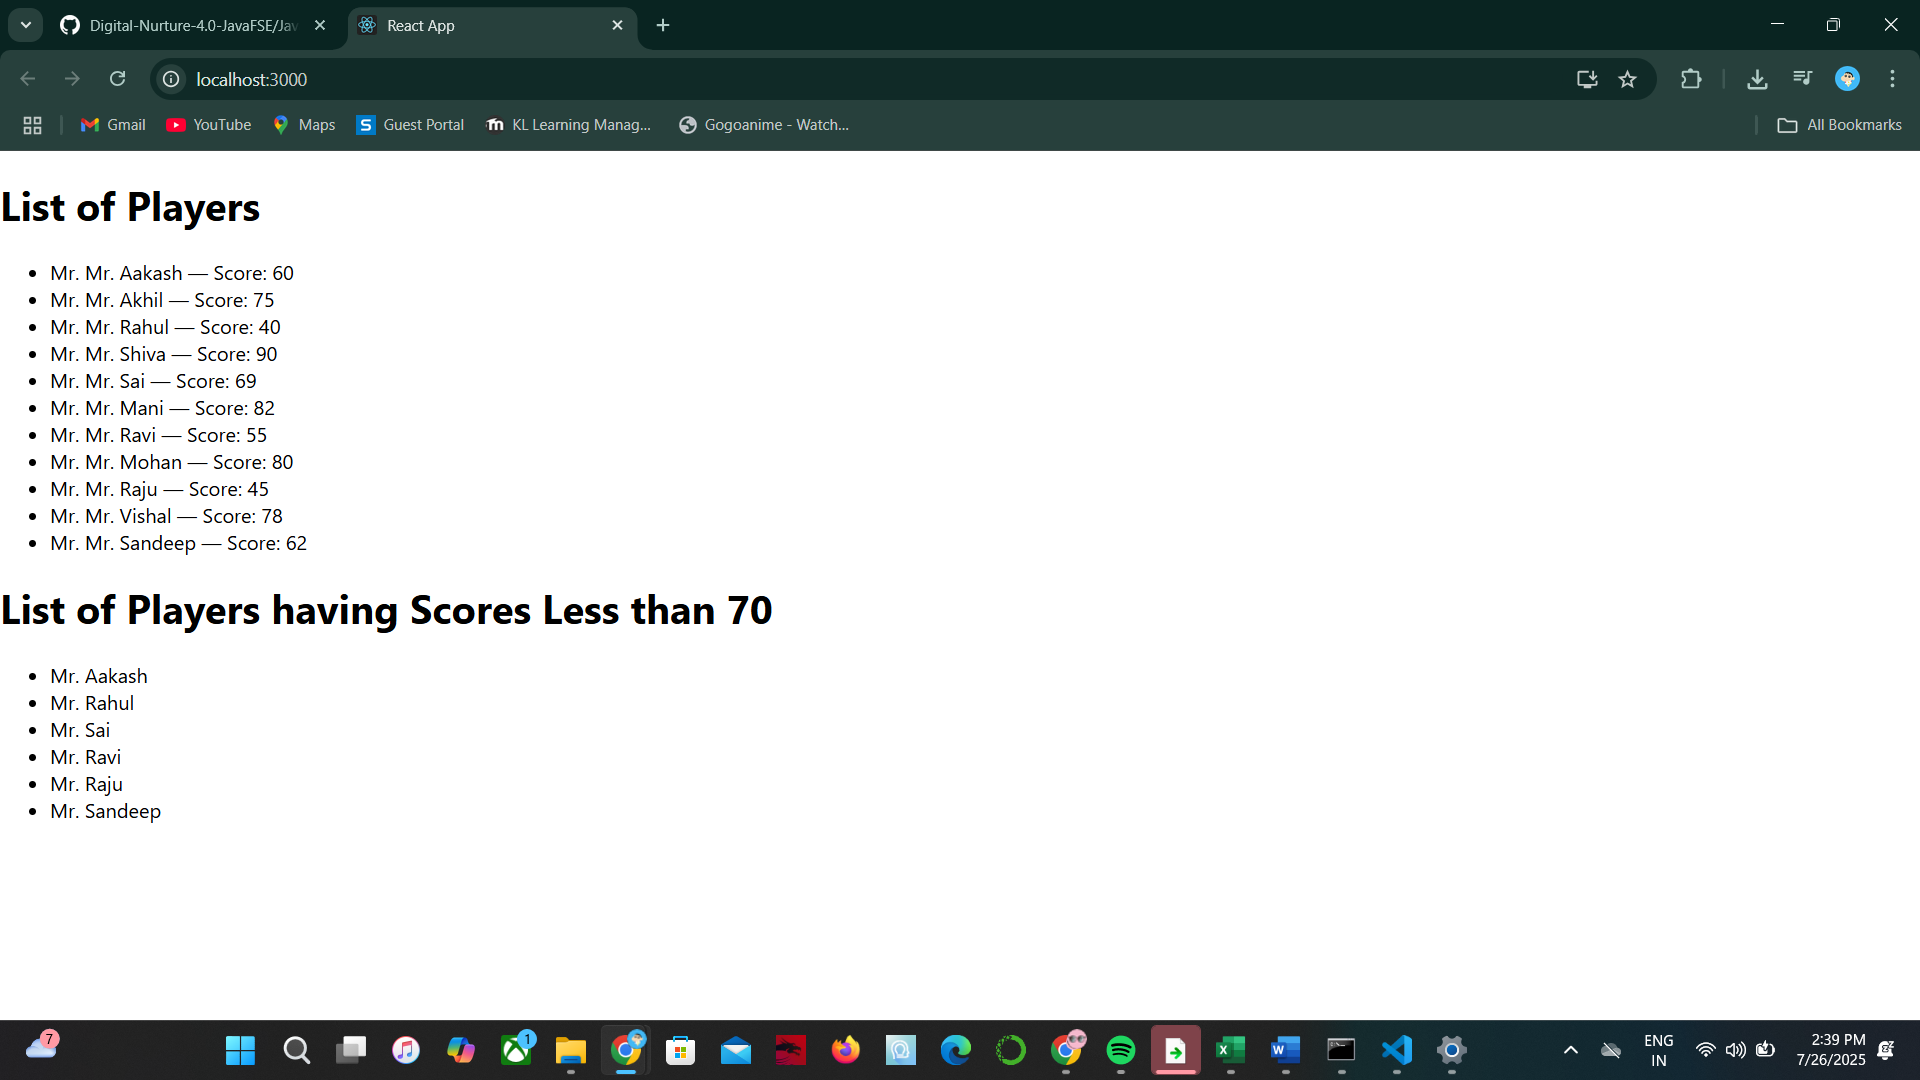 Digital-Nurture-4.0-JavaFSE/Jav
React App
localhost:3000
Gmail
YouTube
Maps
Guest Portal
KL Learning Manag...
Gogoanime - Watch...
All Bookmarks
List of Players
Mr. Mr. Aakash — Score: 60
Mr. Mr. Akhil — Score: 75
Mr. Mr. Rahul — Score: 40
Mr. Mr. Shiva — Score: 90
Mr. Mr. Sai — Score: 69
Mr. Mr. Mani — Score: 82
Mr. Mr. Ravi — Score: 55
Mr. Mr. Mohan — Score: 80
Mr. Mr. Raju — Score: 45
Mr. Mr. Vishal — Score: 78
Mr. Mr. Sandeep — Score: 62
List of Players having Scores Less than 70
Mr. Aakash
Mr. Rahul
Mr. Sai
Mr. Ravi
Mr. Raju
Mr. Sandeep
7
1
ENG
IN
2:39 PM
7/26/2025